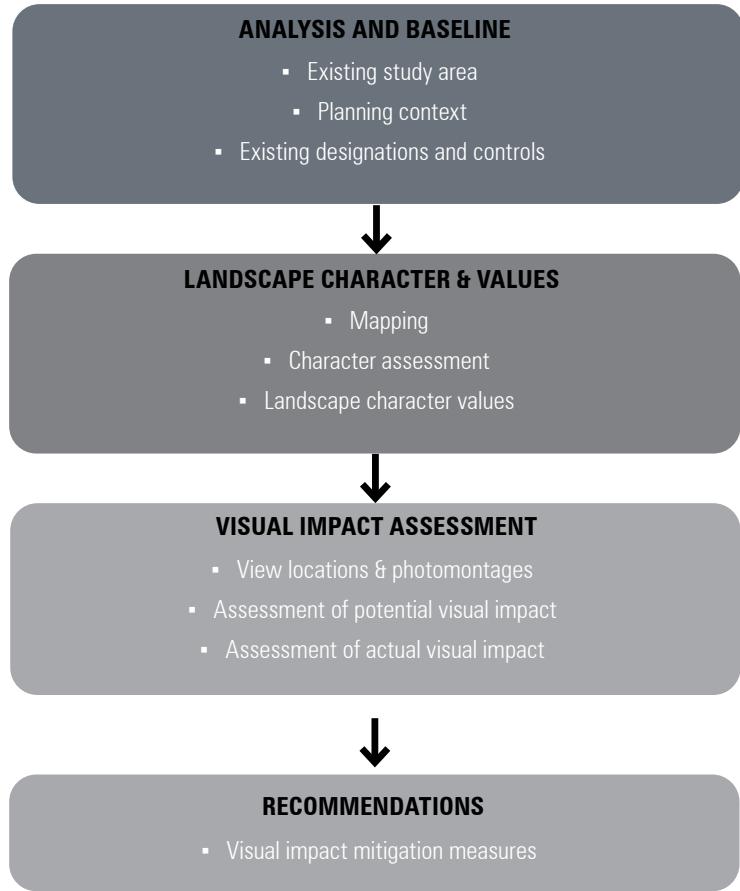 ANALYSIS AND BASELINE
▪ Existing study area
▪ Planning context
▪ Existing designations and controls
LANDSCAPE CHARACTER & VALUES
▪ Mapping
▪ Character assessment
▪ Landscape character values
VISUAL IMPACT ASSESSMENT
▪ View locations & photomontages
▪ Assessment of potential visual impact
▪ Assessment of actual visual impact
RECOMMENDATIONS
▪ Visual impact mitigation measures